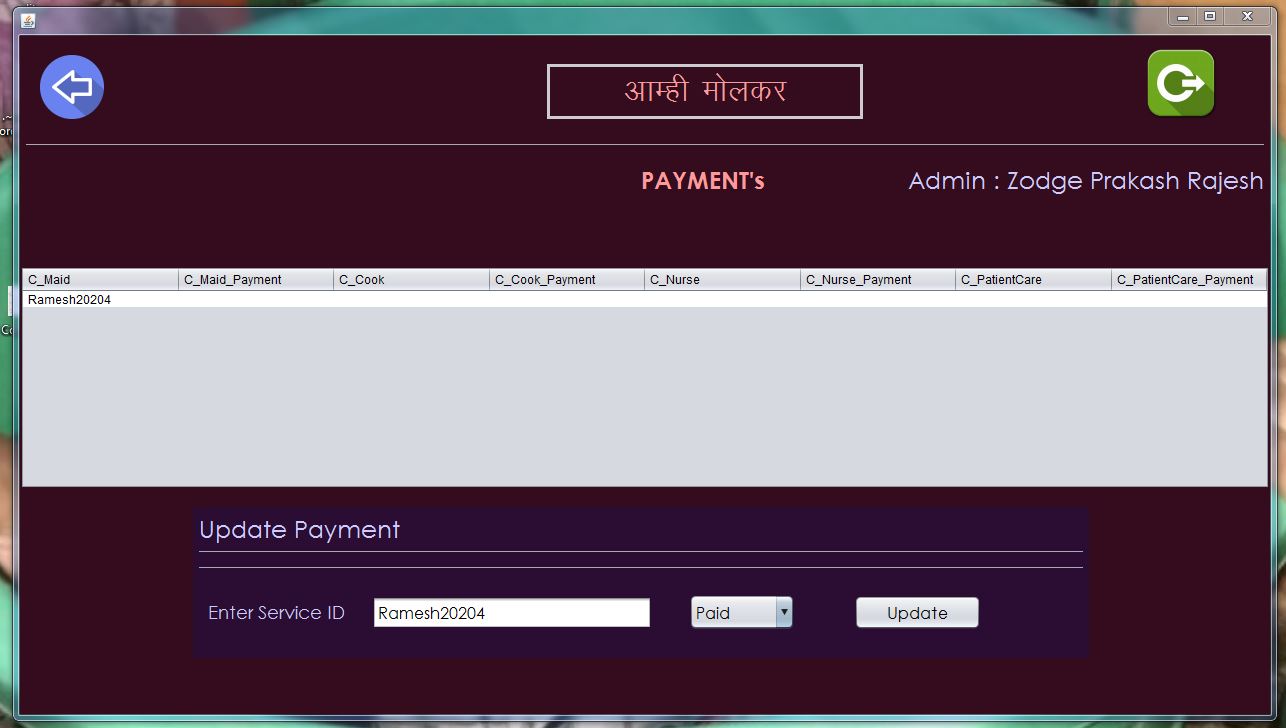 आम्ही मोलकर
PAYMENT's
Admin : Zodge Prakash Rajesh
C_Maid C_Maid_Payment C_Cook C_Cook_Payment C_Nurse C_Nurse_Payment C_PatientCare C_PatientCare_Payment
Ramesh20204
Update Payment
Enter Service ID Ramesh20204 Paid Update